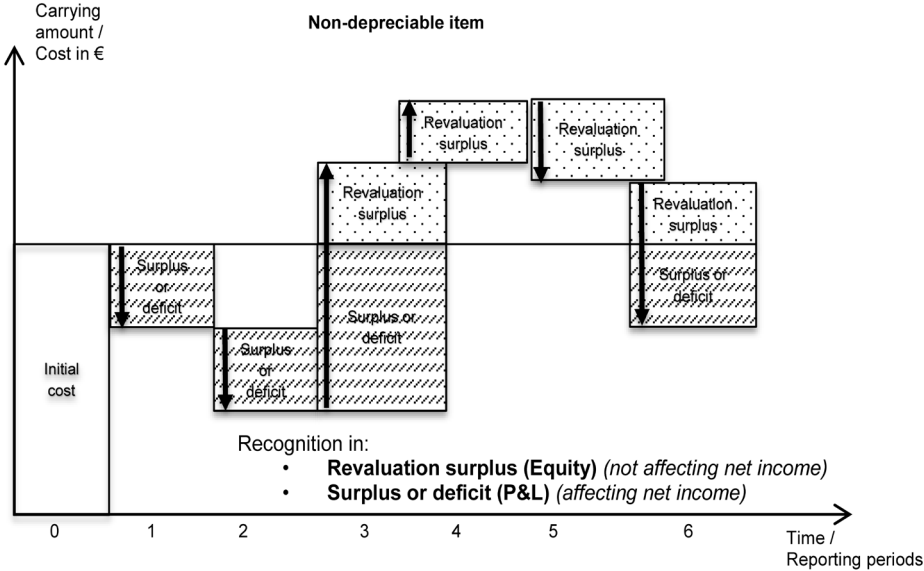 Carrying
amount /
Cost in €
Non-depreciable item
Revaluation
surplus
Revaluation
surplus
Revaluation
surplus
Revaluation
surplus
Surplus
or
deficit
Surplus or
deficit
Surplus or
deficit
Surplus
or
deficit
Initial
cost
Recognition in:
• Revaluation surplus (Equity) (not affecting net income)
• Surplus or deficit (P&L) (affecting net income)
0 1 2 3 4 5 6
Time /
Reporting periods